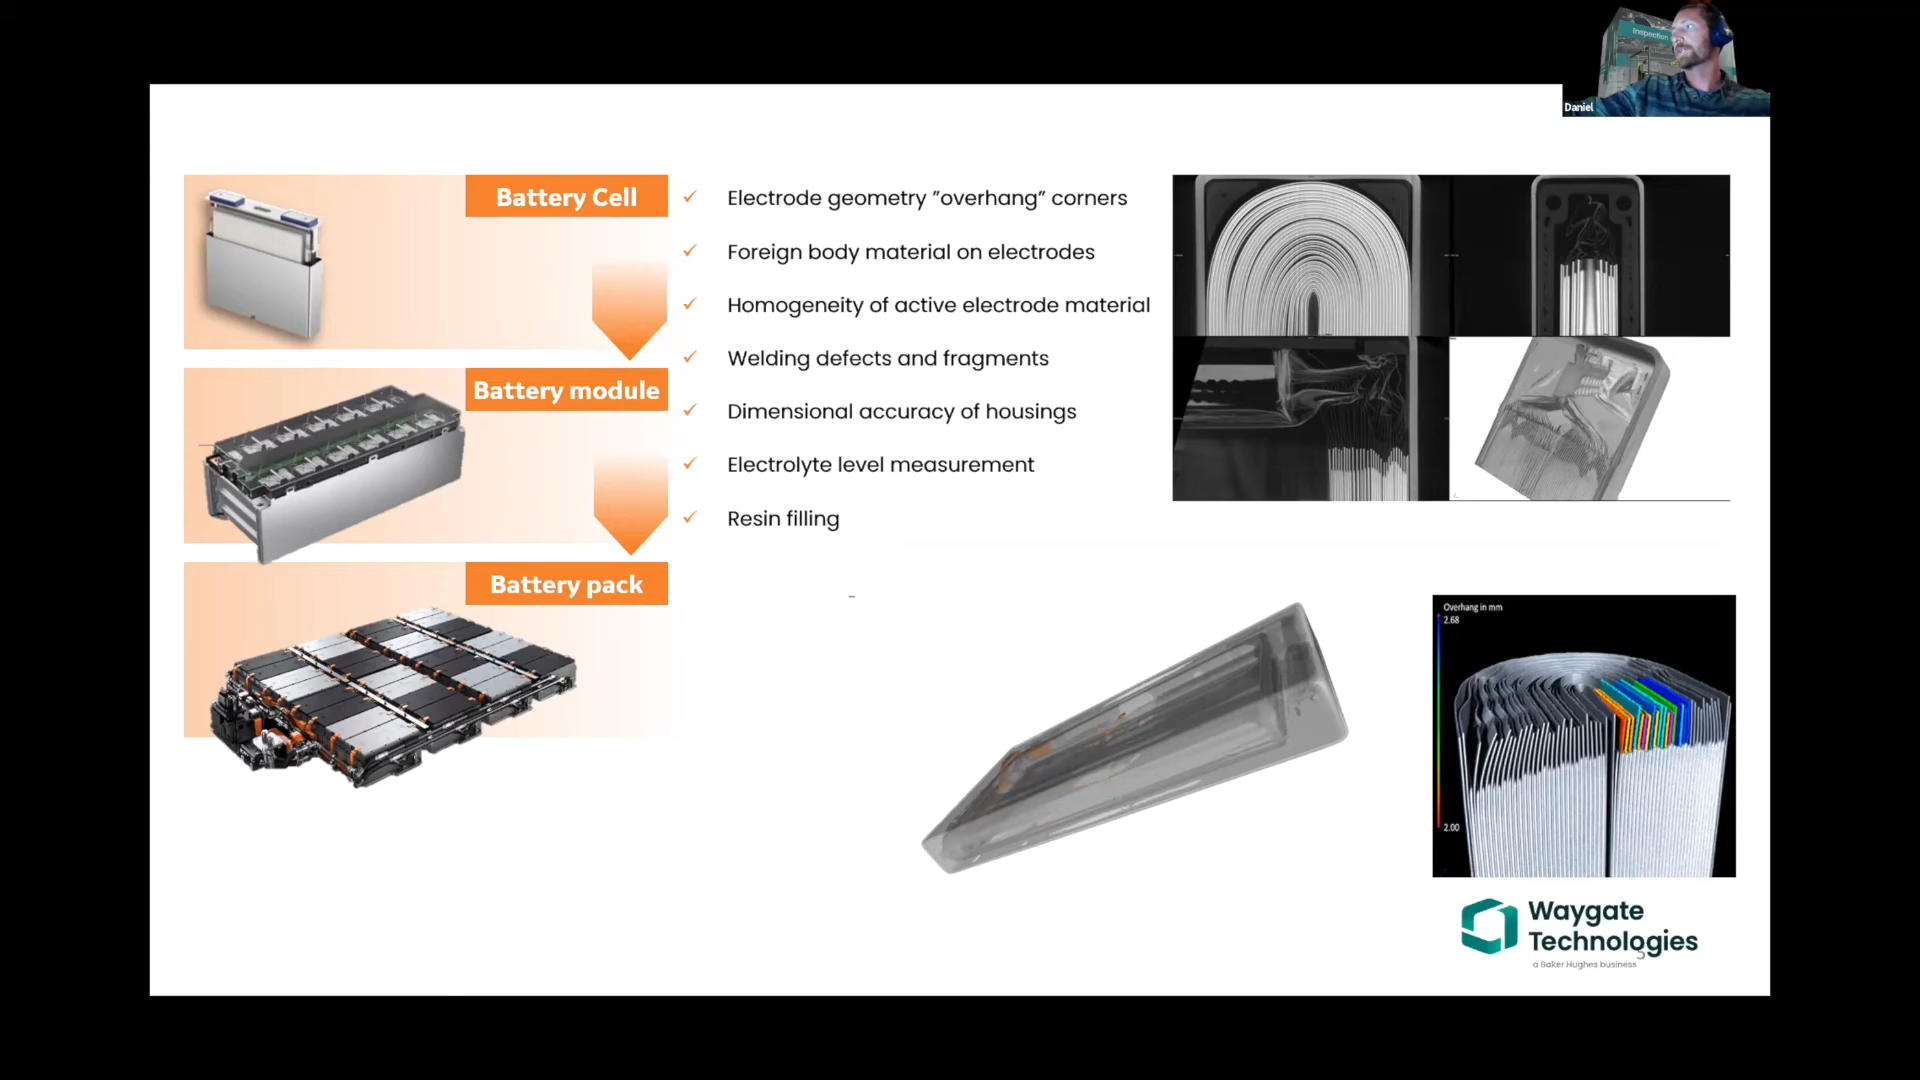 Inspection
Daniel
Battery Cell
Electrode geometry ”overhang” corners
Foreign body material on electrodes
Homogeneity of active electrode material
Welding defects and fragments
Battery module
Dimensional accuracy of housings
Electrolyte level measurement
Resin filling
Battery pack
Overhang in mm
2.68
2.00
Waygate
Technologies
5
a Baker Hughes business